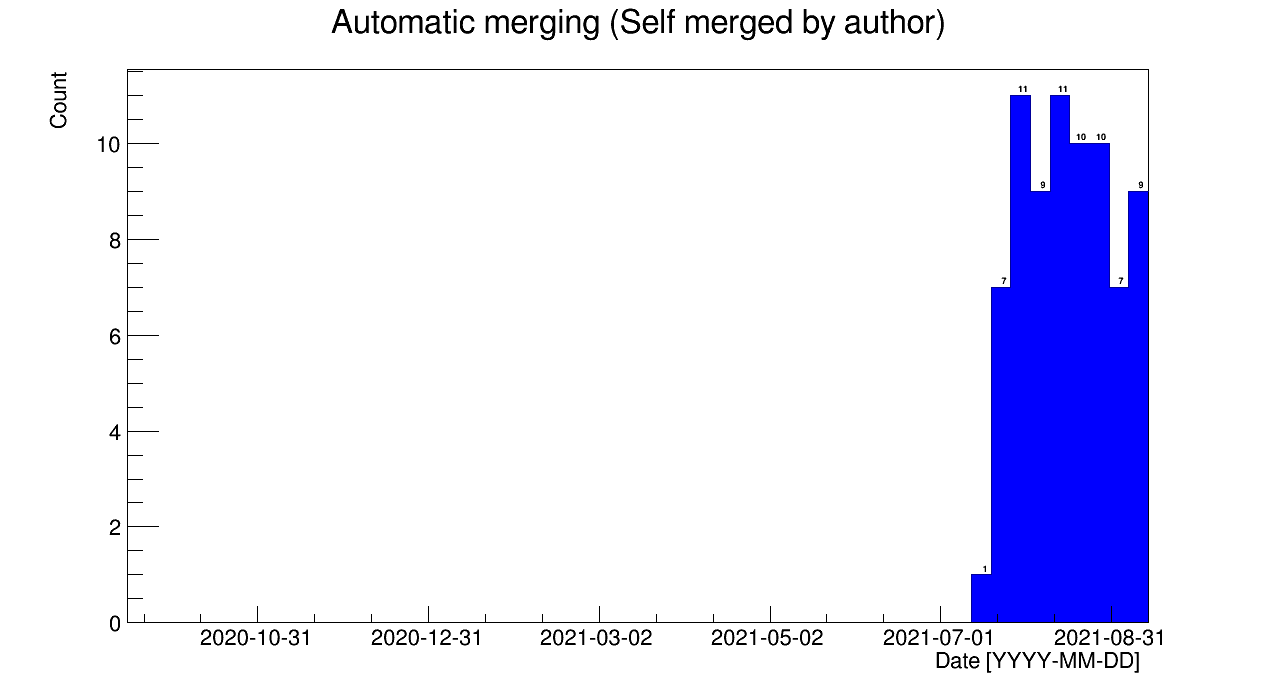 Automatic merging (Self merged by author)
Count
11 11
10 10
9 9
7 7
1
10
8
6
4
2
0
2020-10-31 2020-12-31 2021-03-02 2021-05-02 2021-07-01 2021-08-31
Date [YYYY-MM-DD]